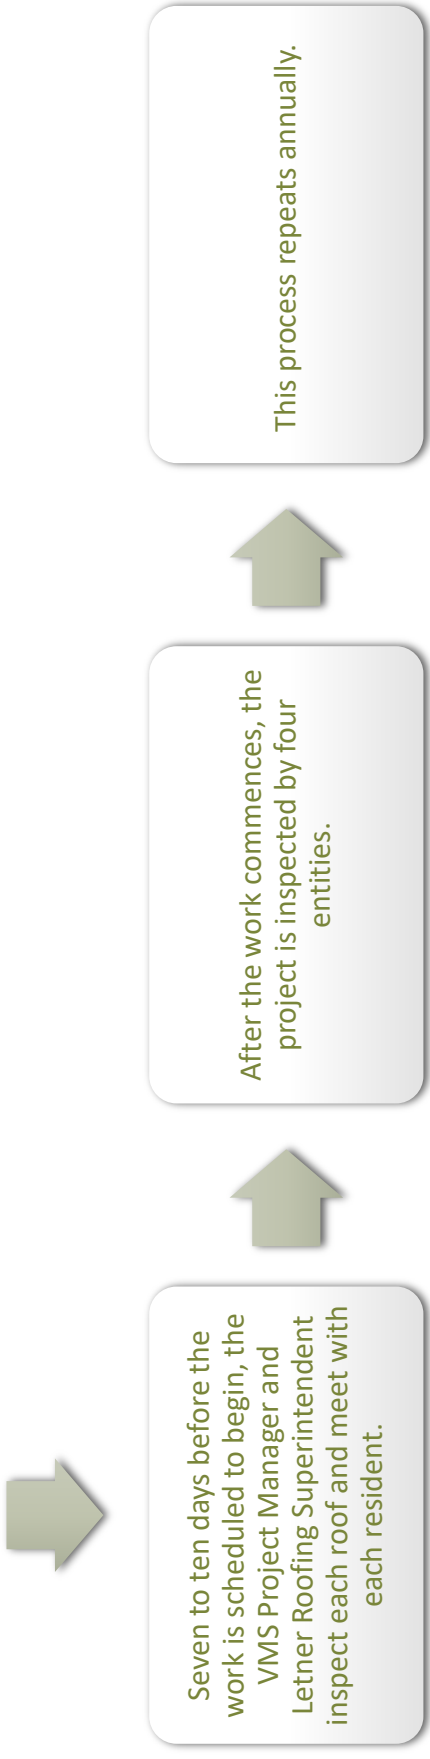 Seven to ten days before the
work is scheduled to begin, the
VMS Project Manager and
Letner Roofing Superintendent
inspect each roof and meet with
each resident.
After the work commences, the
project is inspected by four
entities.
This process repeats annually.